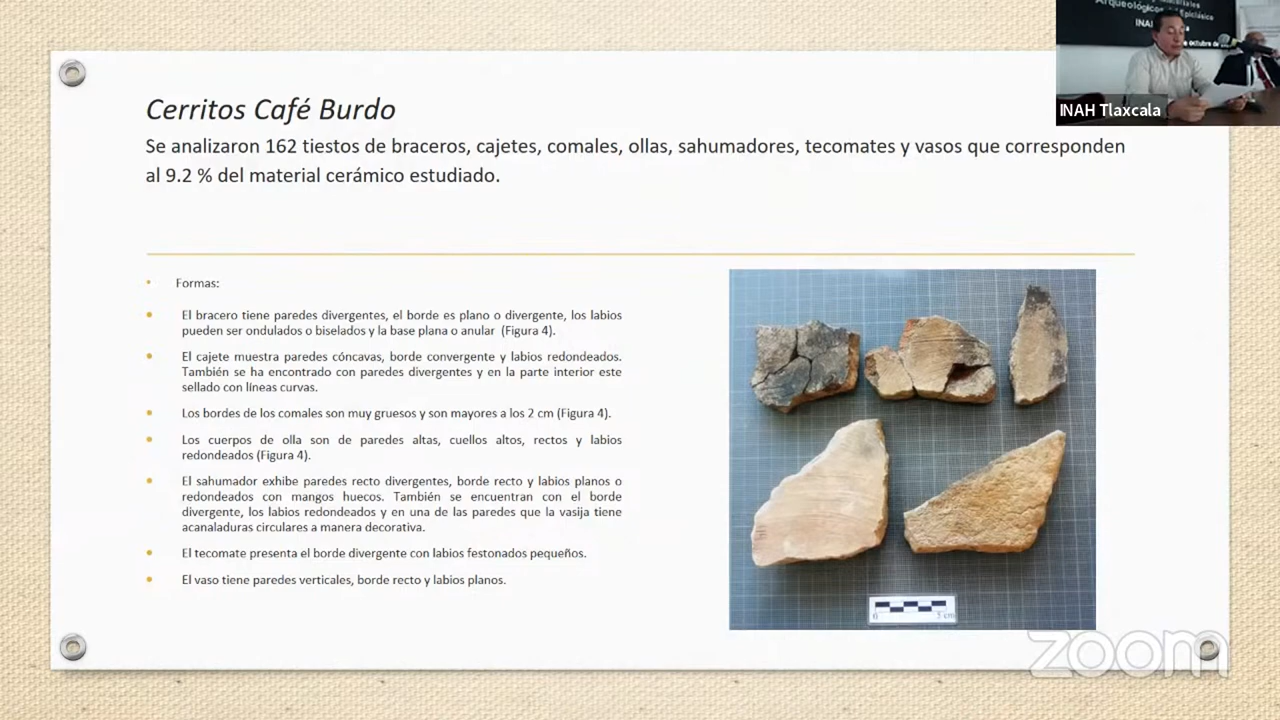 Arqueológicos del Epiclásico
INAH
Cerritos Café Burdo
INAH Tlaxcala
Se analizaron 162 tiestos de braceros, cajetes, comales, ollas, sahumadores, tecomates y vasos que corresponden
al 9.2 % del material cerámico estudiado.
• Formas:
• El bracero tiene paredes divergentes, el borde es plano o divergente, los labios
pueden ser ondulados o biselados y la base plana o anular (Figura 4).
• El cajete muestra paredes cóncavas, borde convergente y labios redondeados.
También se ha encontrado con paredes divergentes y en la parte interior este
sellado con líneas curvas.
• Los bordes de los comales son muy gruesos y son mayores a los 2 cm (Figura 4).
• Los cuerpos de olla son de paredes altas, cuellos altos, rectos y labios
redondeados (Figura 4).
• El sahumador exhibe paredes recto divergentes, borde recto y labios planos o
redondeados con mangos huecos. También se encuentran con el borde
divergente, los labios redondeados y en una de las paredes que la vasija tiene
acanaladuras circulares a manera decorativa.
• El tecomate presenta el borde divergente con labios festonados pequeños.
• El vaso tiene paredes verticales, borde recto y labios planos.
0 5 cm
zoom